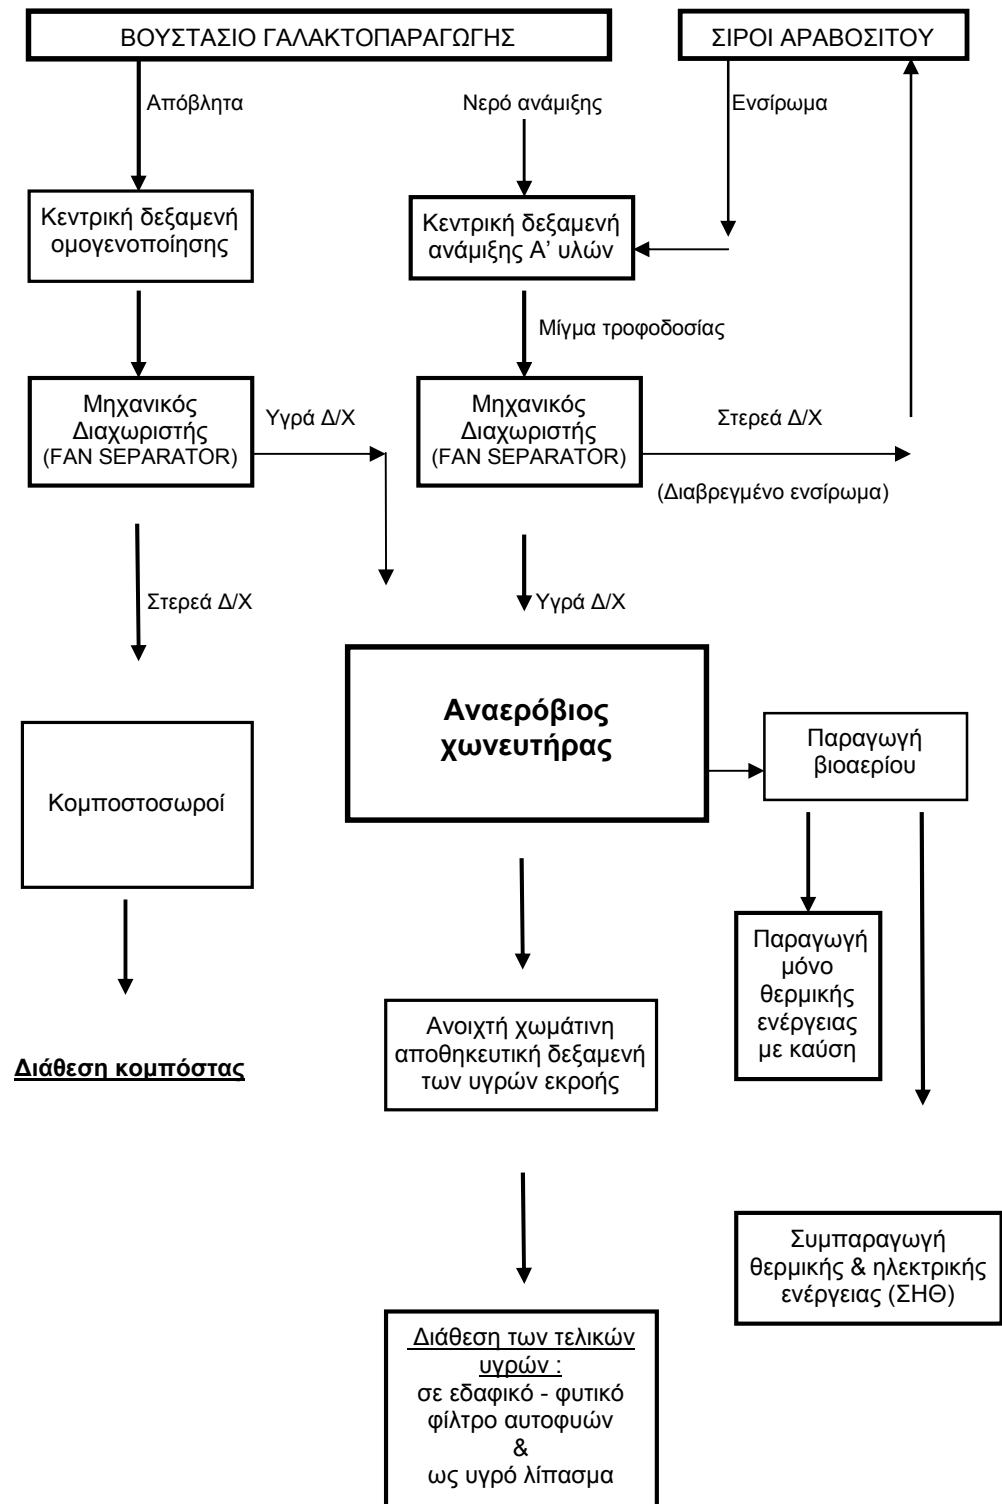 ΒΟΥΣΤΑΣΙΟ ΓΑΛΑΚΤΟΠΑΡΑΓΩΓΗΣ
ΣΙΡΟΙ ΑΡΑΒΟΣΙΤΟΥ
Απόβλητα
Νερό ανάμιξης
Ενσίρωμα
Κεντρική δεξαμενή
ομογενοποίησης
Κεντρική δεξαμενή
ανάμιξης Α’ υλών
Μίγμα τροφοδοσίας
Μηχανικός
Διαχωριστής
(FAN SEPARATOR)
Υγρά Δ/Χ
Μηχανικός
Διαχωριστής
(FAN SEPARATOR)
Στερεά Δ/Χ
(Διαβρεγμένο ενσίρωμα)
Στερεά Δ/Χ
Υγρά Δ/Χ
Αναερόβιος
χωνευτήρας
Παραγωγή
βιοαερίου
Κομποστοσωροί
Παραγωγή
μόνο
θερμικής
ενέργειας
με καύση
Ανοιχτή χωμάτινη
αποθηκευτική δεξαμενή
των υγρών εκροής
Διάθεση κομπόστας
Συμπαραγωγή
θερμικής & ηλεκτρικής
ενέργειας (ΣΗΘ)
Διάθεση των τελικών
υγρών :
σε εδαφικό - φυτικό
φίλτρο αυτοφυών
&
ως υγρό λίπασμα